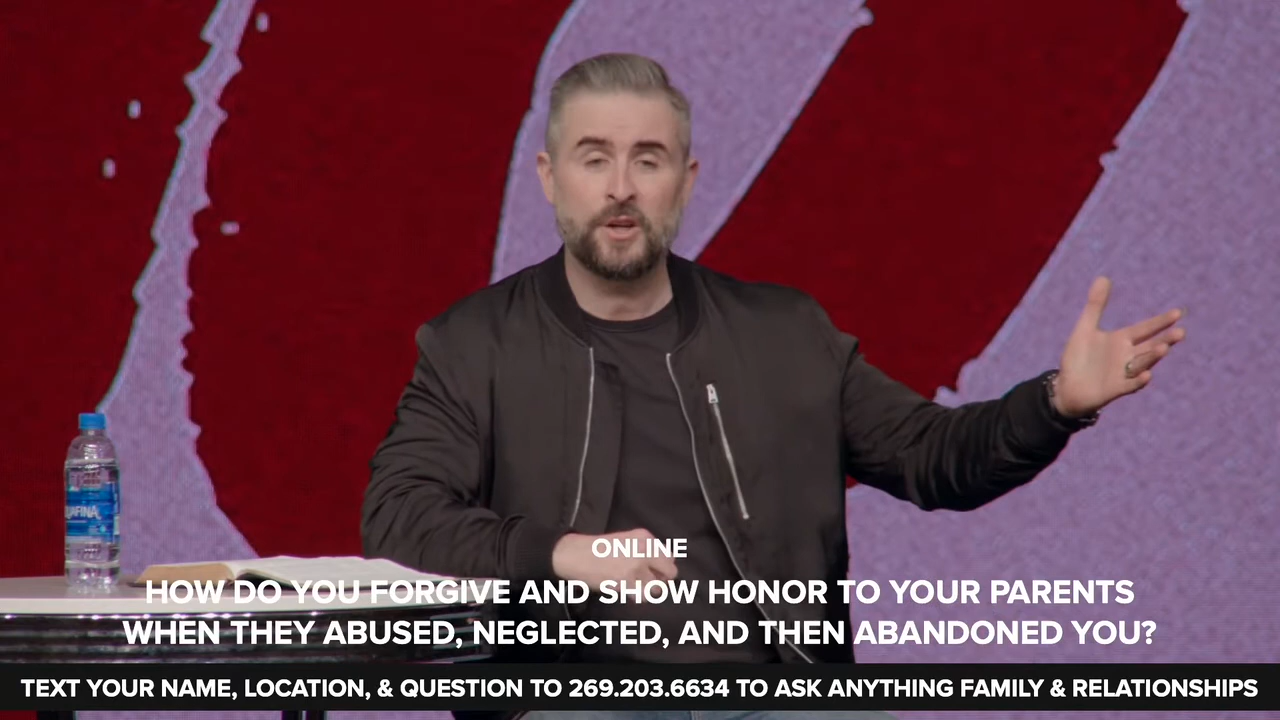 UAFINA
ONLINE
HOW DO YOU FORGIVE AND SHOW HONOR TO YOUR PARENTS
WHEN THEY ABUSED, NEGLECTED, AND THEN ABANDONED YOU?
TEXT YOUR NAME, LOCATION, & QUESTION TO 269.203.6634 TO ASK ANYTHING FAMILY & RELATIONSHIPS